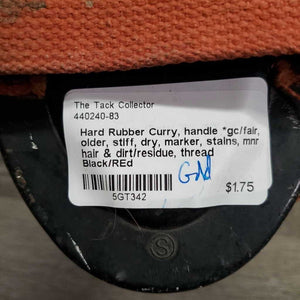 The Tack Collector
440240-83
Hard Rubber Curry, handle *gc/fair,
older, stiff, dry, marker, stains, mnr
hair & dirt/residue, thread
Black/REd
5GT342
GN
$1.75
S